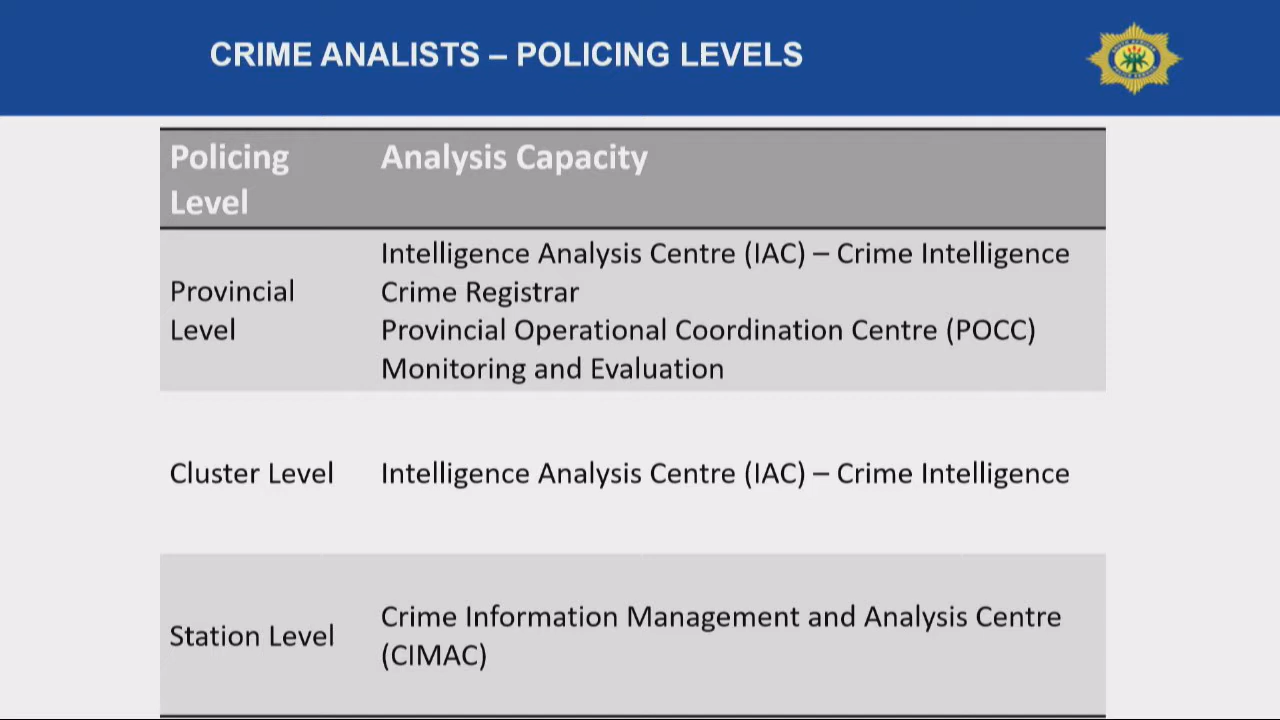 CRIME ANALISTS – POLICING LEVELS
Policing Level
Analysis Capacity
Provincial Level
Intelligence Analysis Centre (IAC) – Crime Intelligence
Crime Registrar
Provincial Operational Coordination Centre (POCC)
Monitoring and Evaluation
Cluster Level
Intelligence Analysis Centre (IAC) – Crime Intelligence
Station Level
Crime Information Management and Analysis Centre
(CIMAC)